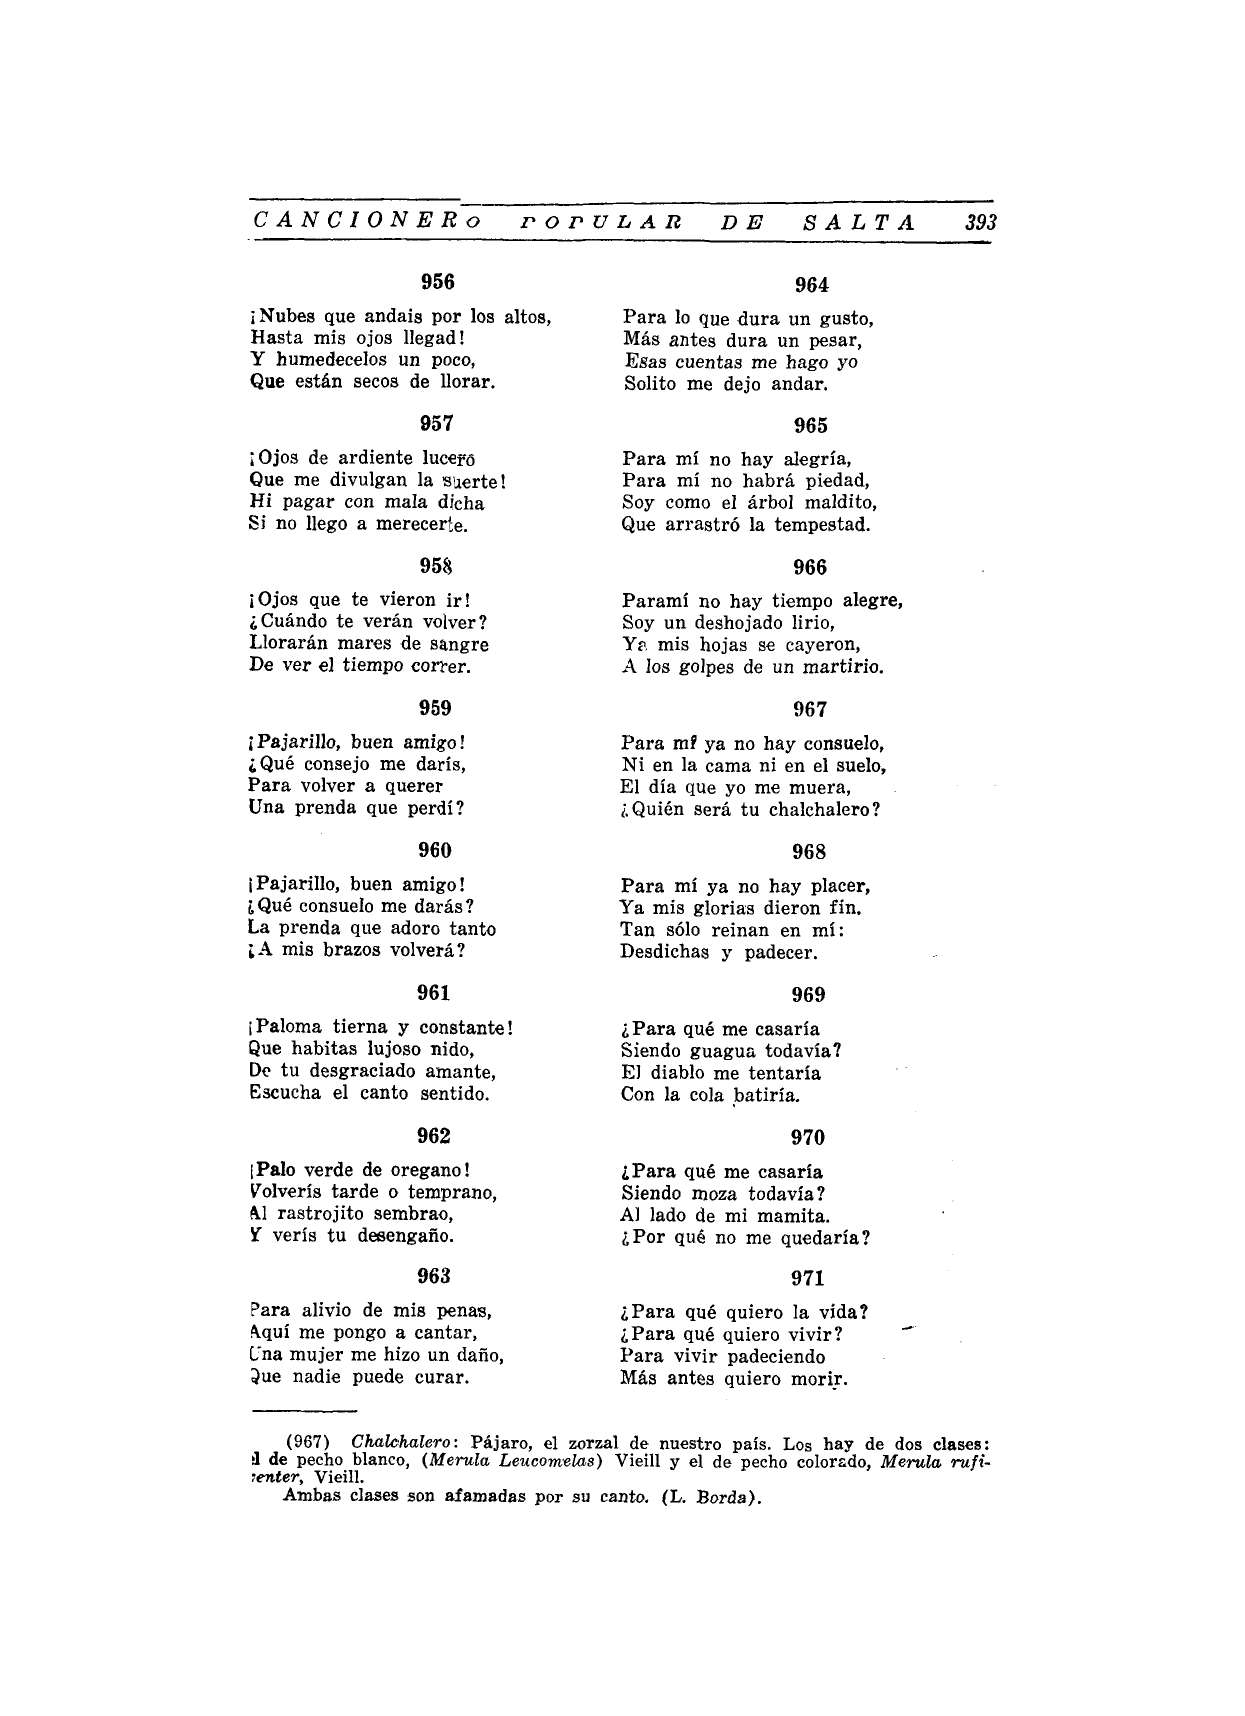 CANCIONERO POPULAR DE SALTA 393
956
¡Nubes que andais por los altos,
Hasta mis ojos llegad!
Y humedecelos un poco,
Que están secos de llorar.
957
¡Ojos de ardiente lucero
Que me divulgan la suerte!
Hi pagar con mala dicha
Si no llego a merecerte.
958
¡Ojos que te vieron ir!
¿Cuándo te verán volver?
Llorarán mares de sangre
De ver el tiempo correr.
959
¡Pajarillo, buen amigo!
¿Qué consejo me darís,
Para volver a querer
Una prenda que perdí?
960
¡Pajarillo, buen amigo!
¿Qué consuelo me darás?
La prenda que adoro tanto
¿A mis brazos volverá?
961
¡Paloma tierna y constante!
Que habitas lujoso nido,
De tu desgraciado amante,
Escucha el canto sentido.
962
¡Palo verde de oregano!
Volverís tarde o temprano,
Al rastrojito sembrao,
Y verís tu desengaño.
963
Para alivio de mis penas,
Aquí me pongo a cantar,
Una mujer me hizo un daño,
Que nadie puede curar.
964
Para lo que dura un gusto,
Más antes dura un pesar,
Esas cuentas me hago yo
Solito me dejo andar.
965
Para mí no hay alegría,
Para mí no habrá piedad,
Soy como el árbol maldito,
Que arrastró la tempestad.
966
Paramí no hay tiempo alegre,
Soy un deshojado lirio,
Ya mis hojas se cayeron,
A los golpes de un martirio.
967
Para mí ya no hay consuelo,
Ni en la cama ni en el suelo,
El día que yo me muera,
¿Quién será tu chalchalero?
968
Para mí ya no hay placer,
Ya mis glorias dieron fin.
Tan sólo reinan en mí:
Desdichas y padecer.
969
¿Para qué me casaría
Siendo guagua todavía?
El diablo me tentaría
Con la cola batiría.
970
¿Para qué me casaría
Siendo moza todavía?
Al lado de mi mamita.
¿Por qué no me quedaría?
971
¿Para qué quiero la vida?
¿Para qué quiero vivir?
Para vivir padeciendo
Más antes quiero morir.
(967) Chalchalero: Pájaro, el zorzal de nuestro país. Los hay de dos clases:
el de pecho blanco, (Merula Leucomelas) Vieill y el de pecho colorado, Merula rufi-
venter, Vieill.
Ambas clases son afamadas por su canto. (L. Borda).